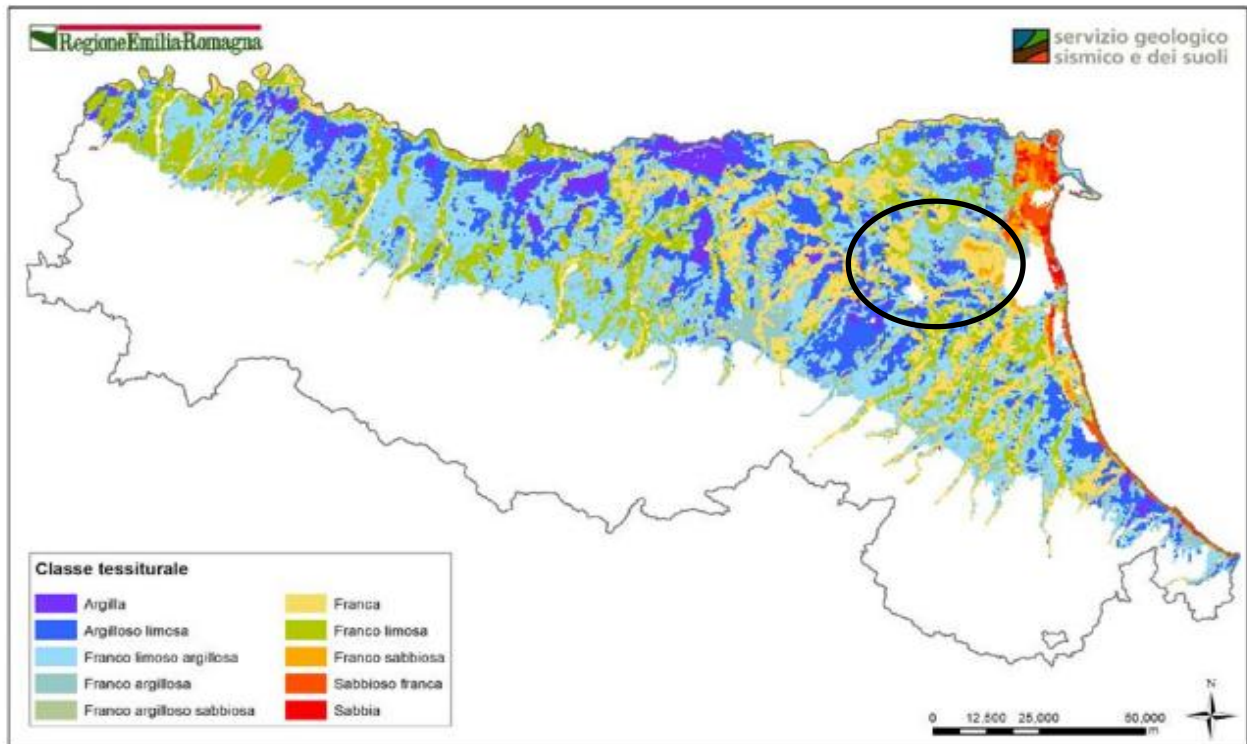 RegioneEmiliaRomagna
servizio geologico
sismico e dei suoli
Classe tessiturale
Argilla
Argilloso limosa
Franco limoso argillosa
Franco argillosa
Franco argilloso sabbiosa
Franca
Franco limosa
Franco sabbiosa
Sabbioso franca
Sabbia
N
0 12,500 25,000 50,000
m